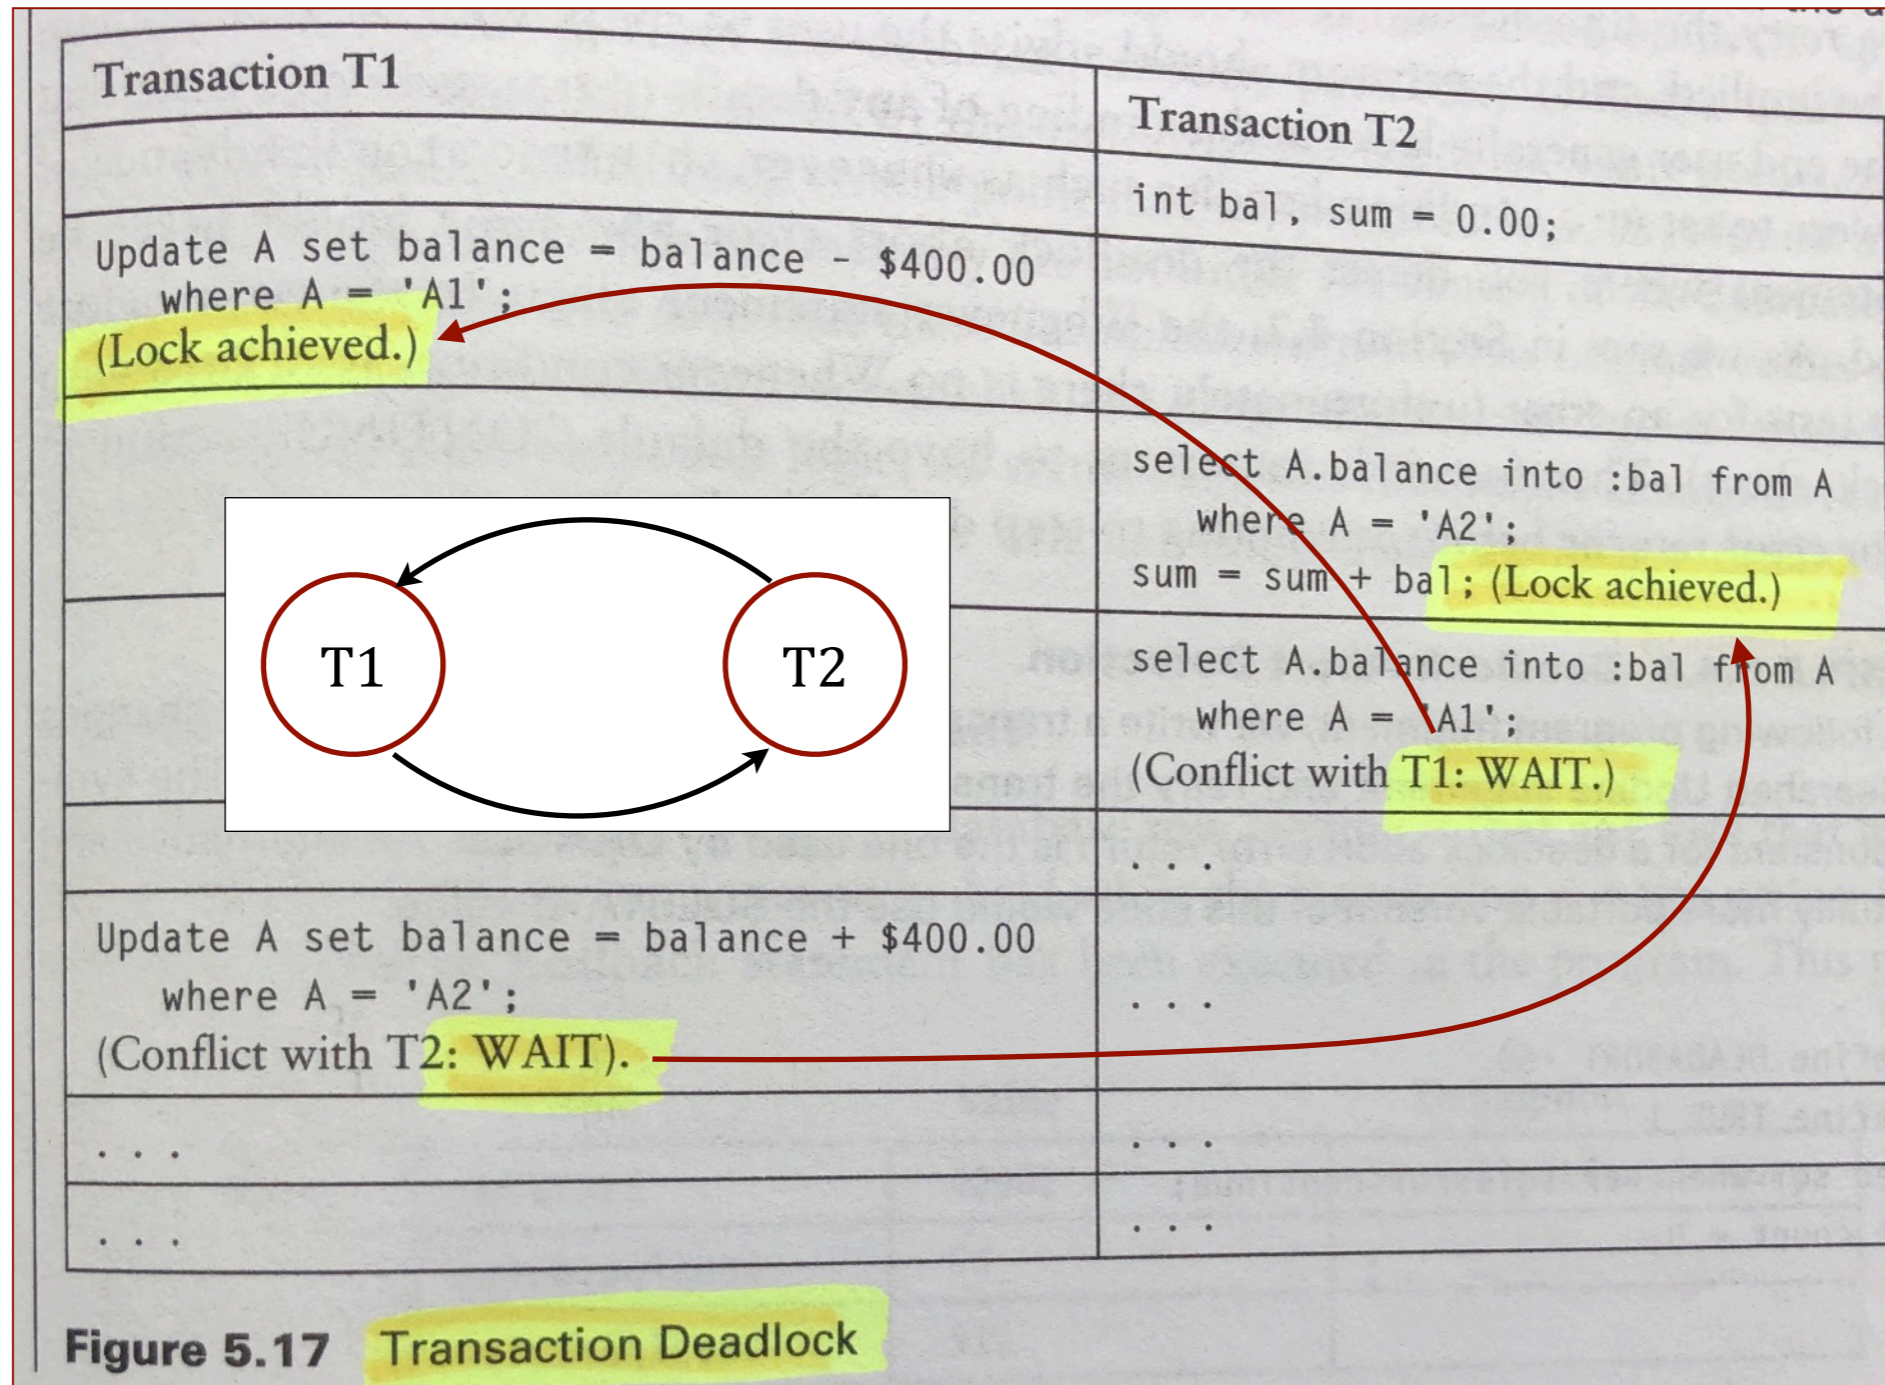 Transaction T1
Transaction T2
int bal, sum = 0.00;
Update A set balance = balance - $400.00
where A = 'A1';
(Lock achieved.)
select A.balance into :bal from A
where A = 'A2';
sum = sum + bal; (Lock achieved.)
T1
T2
select A.balance into :bal from A
where A = 'A1';
(Conflict with T1: WAIT.)
. . .
Update A set balance = balance + $400.00
where A = 'A2';
(Conflict with T2: WAIT).
. . .
. . .
. . .
. . .
. . .
Figure 5.17 Transaction Deadlock